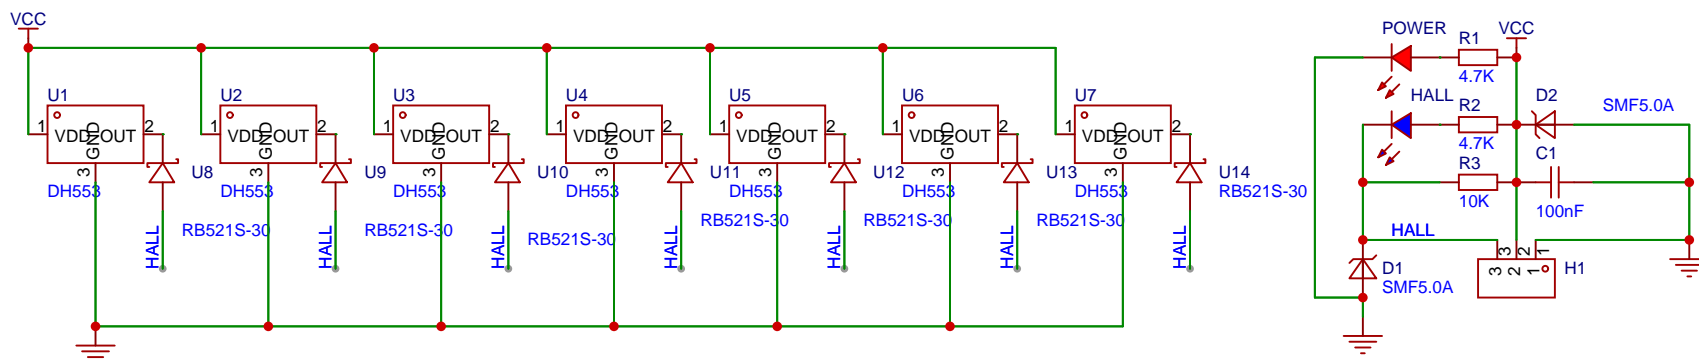 VCC
U1
U2
U3
U4
U5
U6
U7
1 VDD GND OUT 2
1 VDD GND OUT 2
1 VDD GND OUT 2
1 VDD GND OUT 2
1 VDD GND OUT 2
1 VDD GND OUT 2
1 VDD GND OUT 2
3
3
3
3
3
3
3
U8
U9
U10
U11
U12
U13
U14
DH553
DH553
DH553
DH553
DH553
DH553
DH553
RB521S-30
RB521S-30
RB521S-30
RB521S-30
RB521S-30
RB521S-30
RB521S-30
HALL
HALL
HALL
HALL
HALL
HALL
HALL
POWER
R1
VCC
4.7K
HALL
R2
D2
SMF5.0A
4.7K
C1
R3
10K
100nF
HALL
3 2 1
3 2 1
H1
D1
SMF5.0A